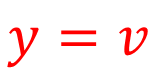 y = v